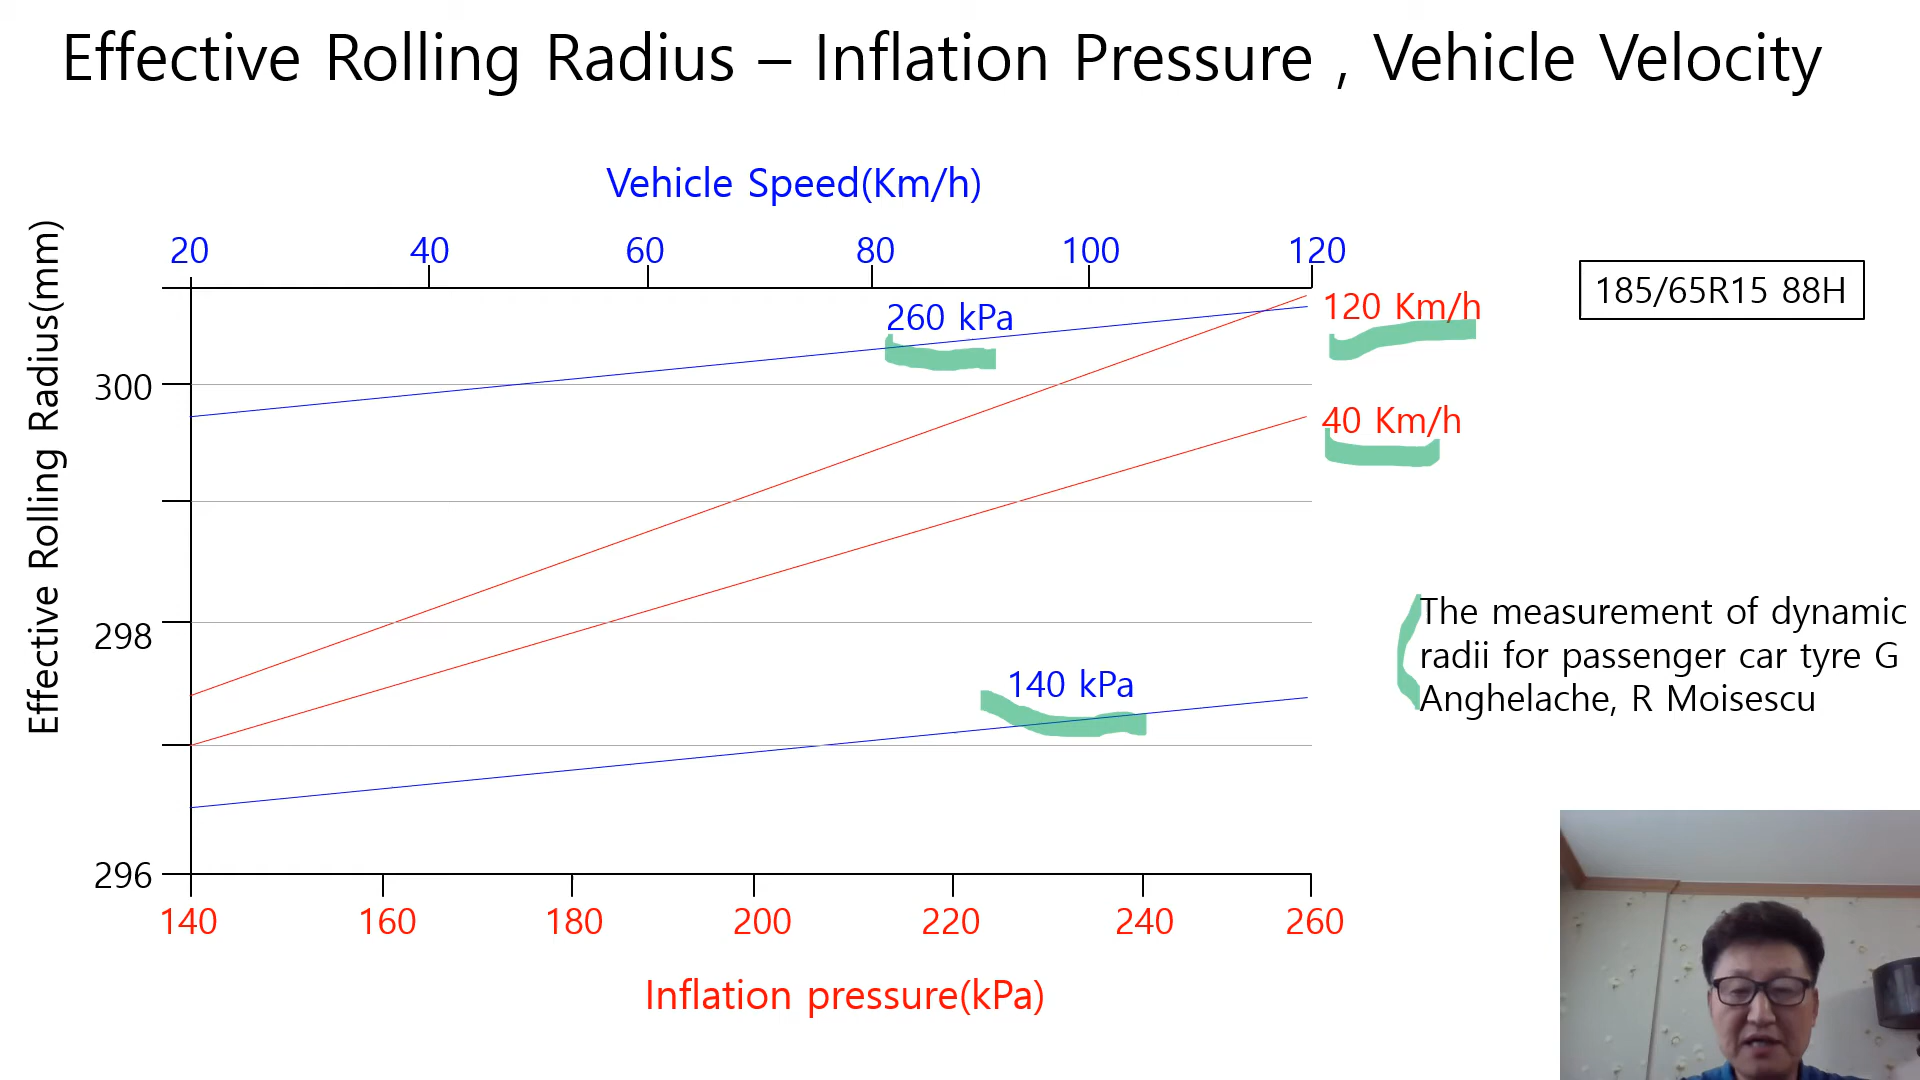 Effective Rolling Radius – Inflation Pressure , Vehicle Velocity
Vehicle Speed(Km/h)
20 40 60 80 100 120
Effective Rolling Radius(mm)
260 kPa
120 Km/h
185/65R15 88H
300
40 Km/h
298
The measurement of dynamic
radii for passenger car tyre G
Anghelache, R Moisescu
140 kPa
296
140 160 180 200 220 240 260
Inflation pressure(kPa)